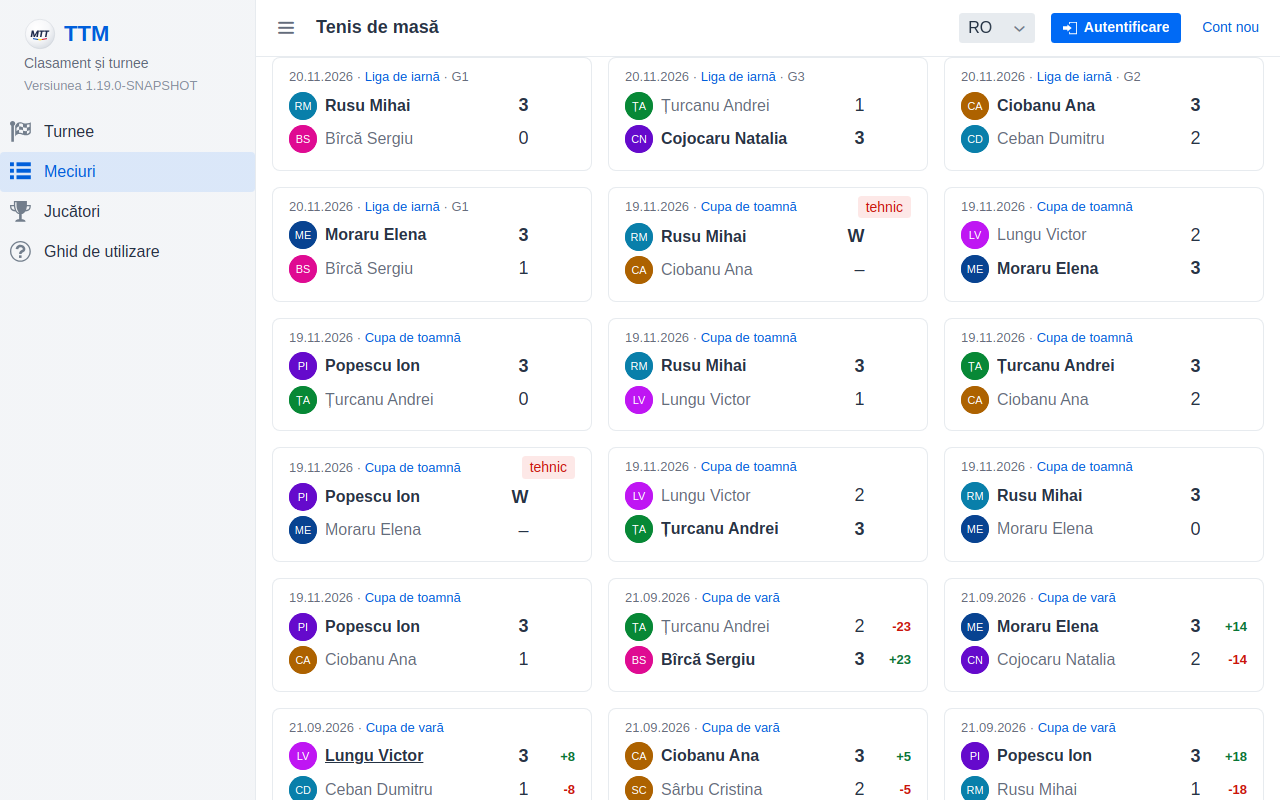 MTT TTM
Clasament și turnee
Versiunea 1.19.0-SNAPSHOT
Turnee
Meciuri
Jucători
Ghid de utilizare
Tenis de masă
RO
Autentificare
Cont nou
20.11.2026 · Liga de iarnă · G1
RM Rusu Mihai 3
BS Bîrcă Sergiu 0
20.11.2026 · Liga de iarnă · G3
ȚA Țurcanu Andrei 1
CN Cojocaru Natalia 3
20.11.2026 · Liga de iarnă · G2
CA Ciobanu Ana 3
CD Ceban Dumitru 2
20.11.2026 · Liga de iarnă · G1
ME Moraru Elena 3
BS Bîrcă Sergiu 1
19.11.2026 · Cupa de toamnă tehnic
RM Rusu Mihai W
CA Ciobanu Ana –
19.11.2026 · Cupa de toamnă
LV Lungu Victor 2
ME Moraru Elena 3
19.11.2026 · Cupa de toamnă
PI Popescu Ion 3
ȚA Țurcanu Andrei 0
19.11.2026 · Cupa de toamnă
RM Rusu Mihai 3
LV Lungu Victor 1
19.11.2026 · Cupa de toamnă
ȚA Țurcanu Andrei 3
CA Ciobanu Ana 2
19.11.2026 · Cupa de toamnă tehnic
PI Popescu Ion W
ME Moraru Elena –
19.11.2026 · Cupa de toamnă
LV Lungu Victor 2
ȚA Țurcanu Andrei 3
19.11.2026 · Cupa de toamnă
RM Rusu Mihai 3
ME Moraru Elena 0
19.11.2026 · Cupa de toamnă
PI Popescu Ion 3
CA Ciobanu Ana 1
21.09.2026 · Cupa de vară
ȚA Țurcanu Andrei 2 -23
BS Bîrcă Sergiu 3 +23
21.09.2026 · Cupa de vară
ME Moraru Elena 3 +14
CN Cojocaru Natalia 2 -14
21.09.2026 · Cupa de vară
LV Lungu Victor 3 +8
CD Ceban Dumitru 1 -8
21.09.2026 · Cupa de vară
CA Ciobanu Ana 3 +5
SC Sârbu Cristina 2 -5
21.09.2026 · Cupa de vară
PI Popescu Ion 3 +18
RM Rusu Mihai 1 -18